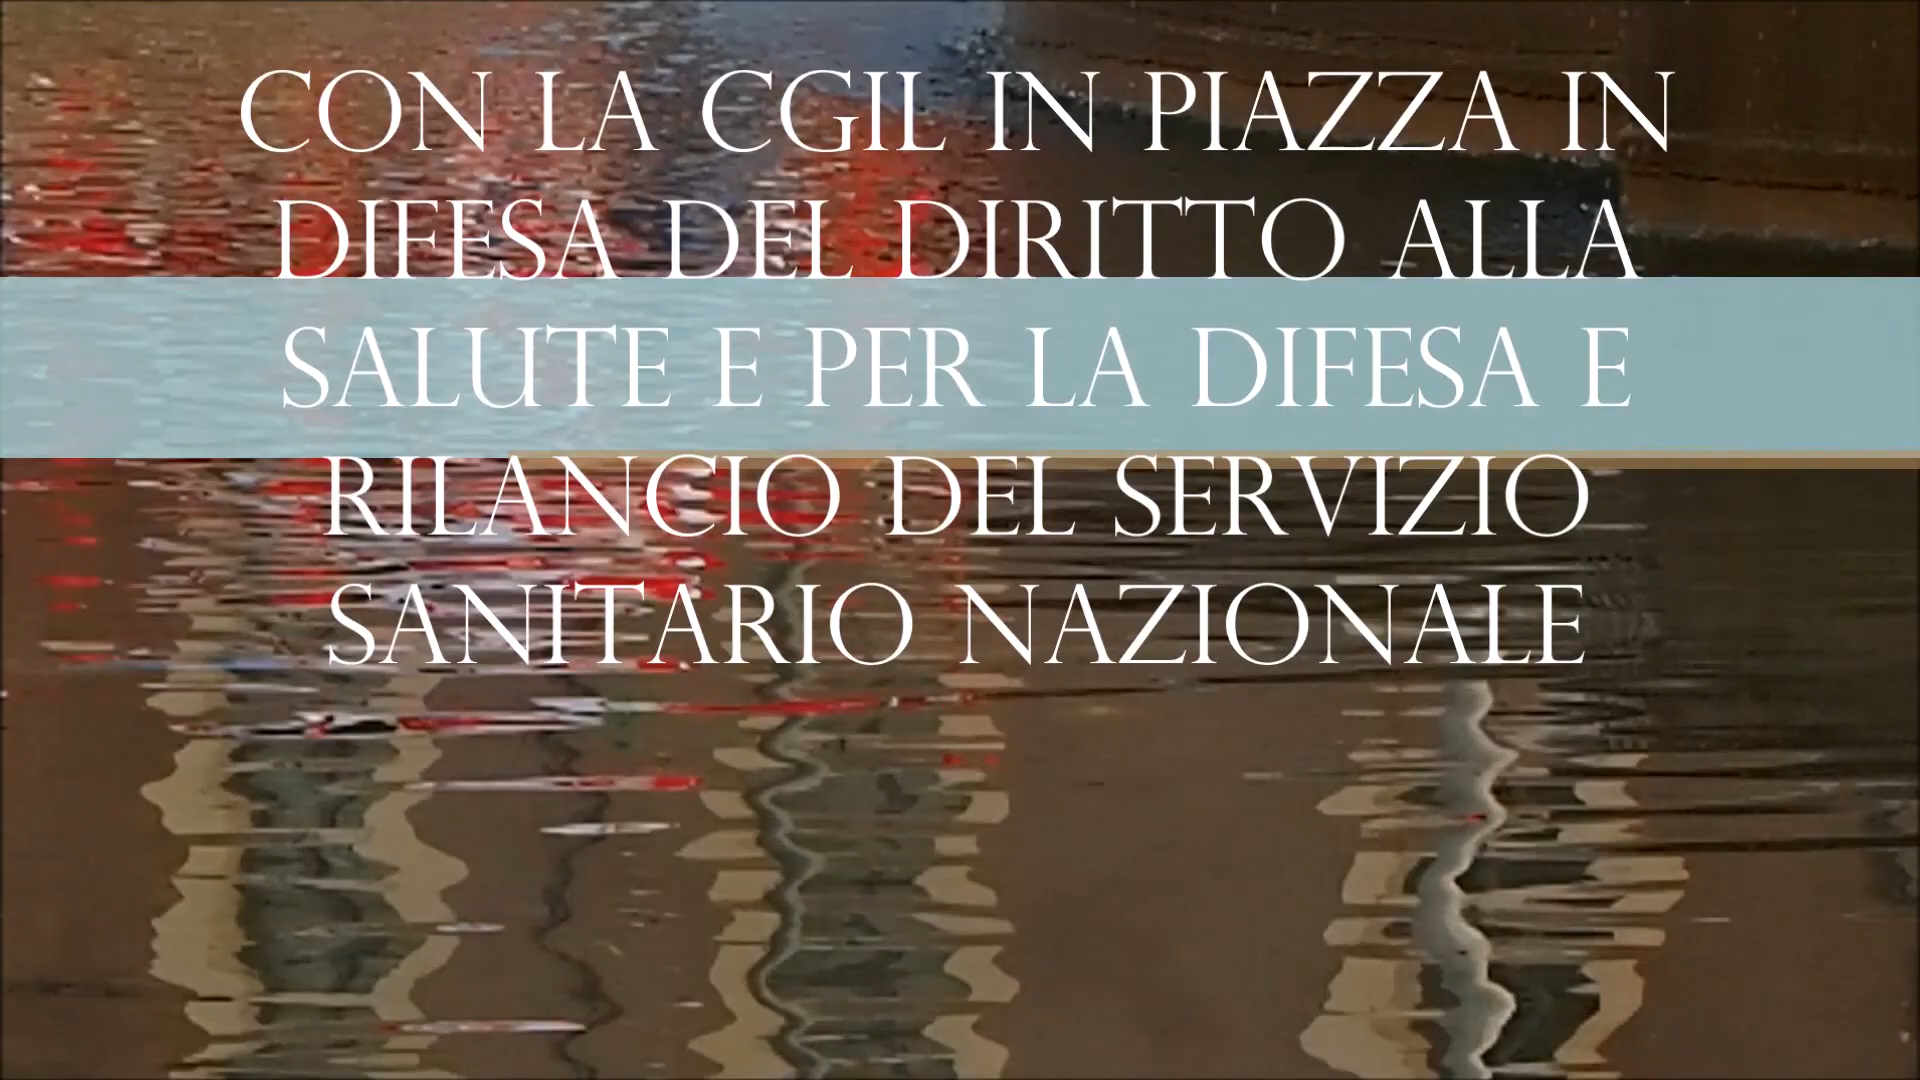 CON LA CGIL IN PIAZZA IN
DIFESA DEL DIRITTO ALLA
SALUTE E PER LA DIFESA E
RILANCIO DEL SERVIZIO
SANITARIO NAZIONALE